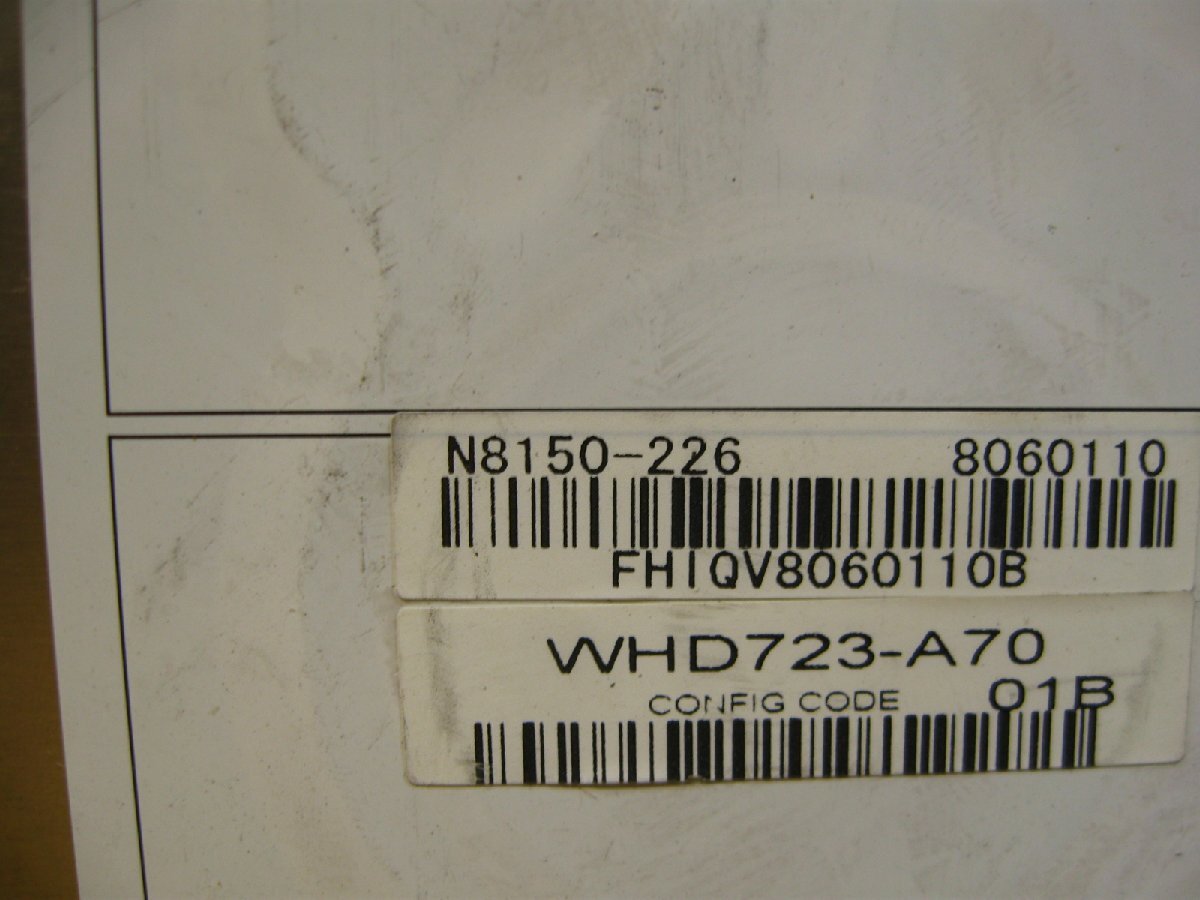 N8150-226 8060110
FHIQV8060110B
WHD723-A70
CONFIG CODE 01B